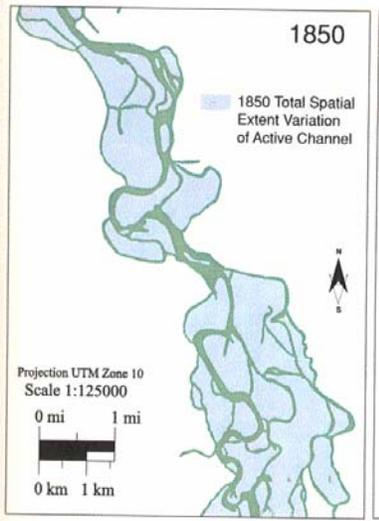 1850
1850 Total Spatial
Extent Variation
of Active Channel
N
S
Projection UTM Zone 10
Scale 1:125000
0 mi 1 mi
0 km 1 km